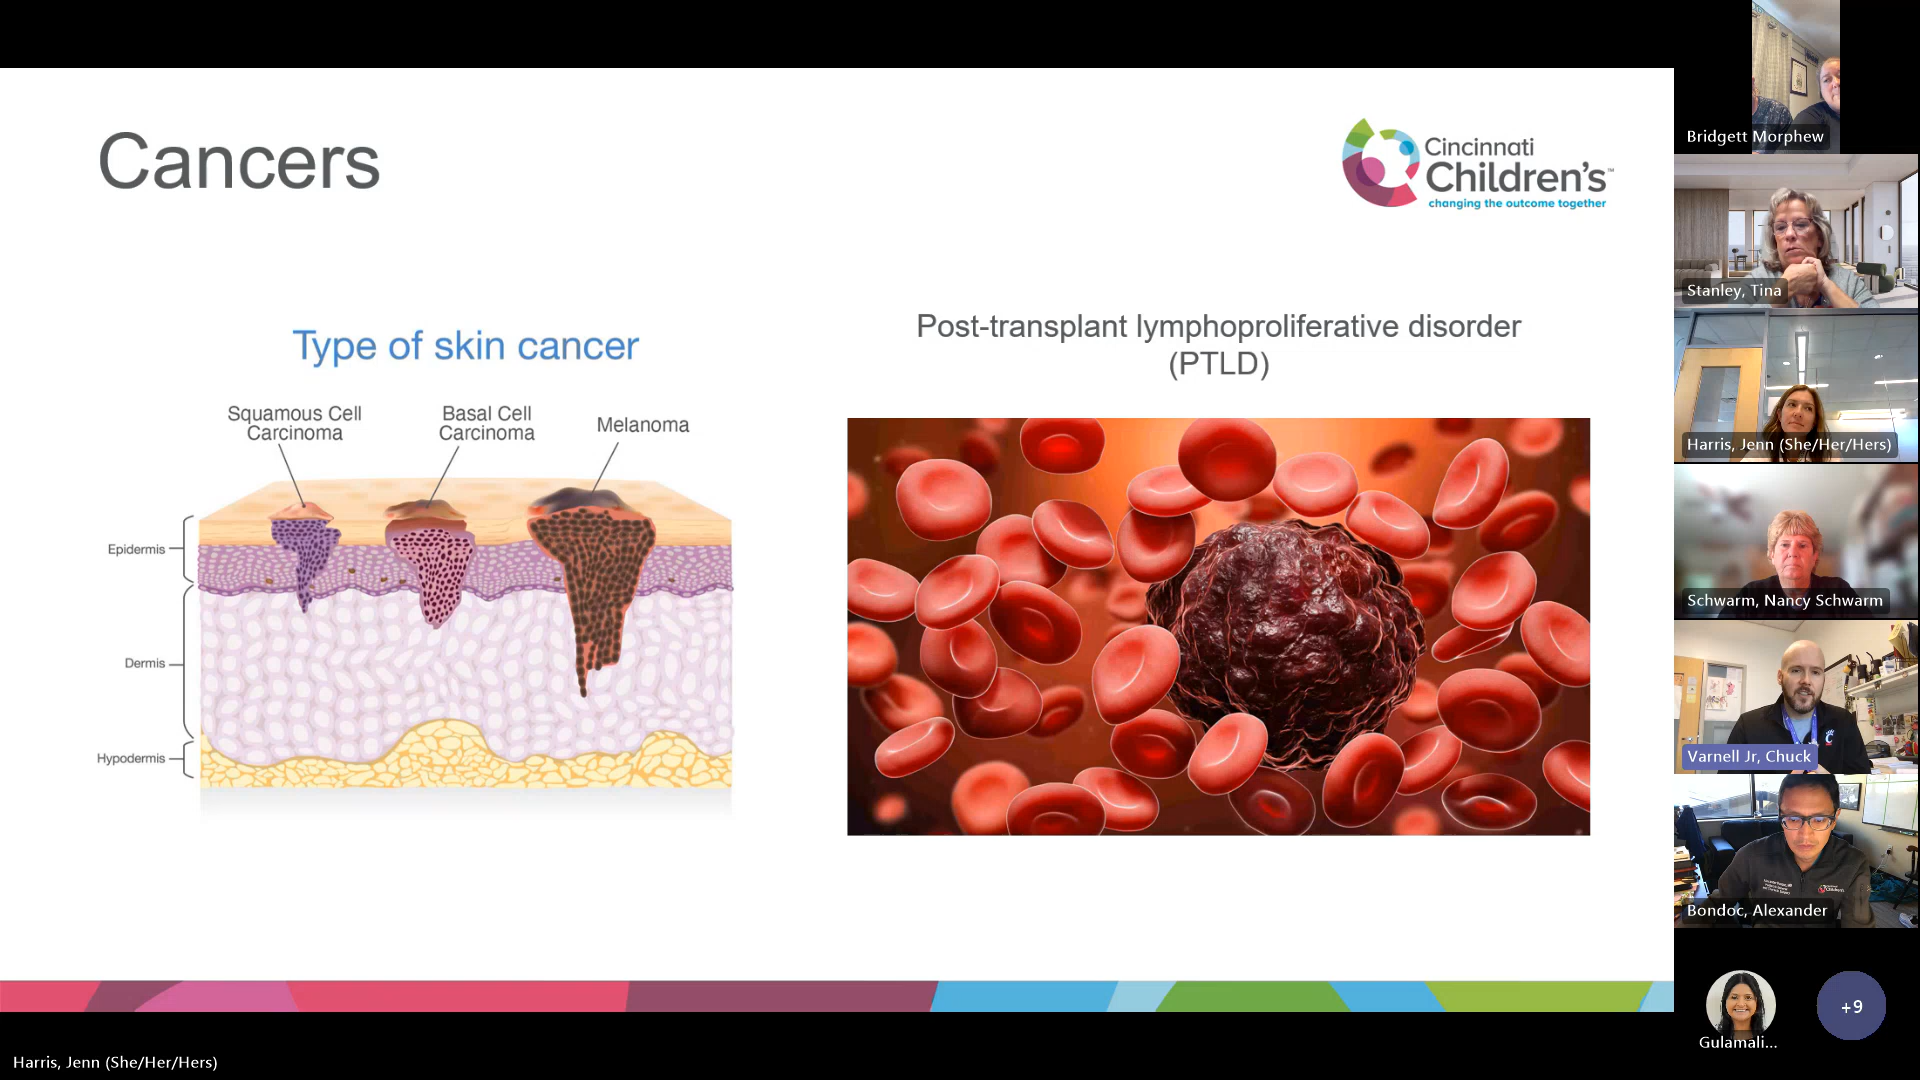 Cancers
Cincinnati
Children's™
changing the outcome together
Type of skin cancer
Squamous Cell
Carcinoma
Basal Cell
Carcinoma
Melanoma
Epidermis
Dermis
Hypodermis
Post-transplant lymphoproliferative disorder
(PTLD)
Bridgett Morphew
Stanley, Tina
Harris, Jenn (She/Her/Hers)
Schwarm, Nancy Schwarm
Varnell Jr, Chuck
Bondoc, Alexander
Gulamali...
+9
Harris, Jenn (She/Her/Hers)